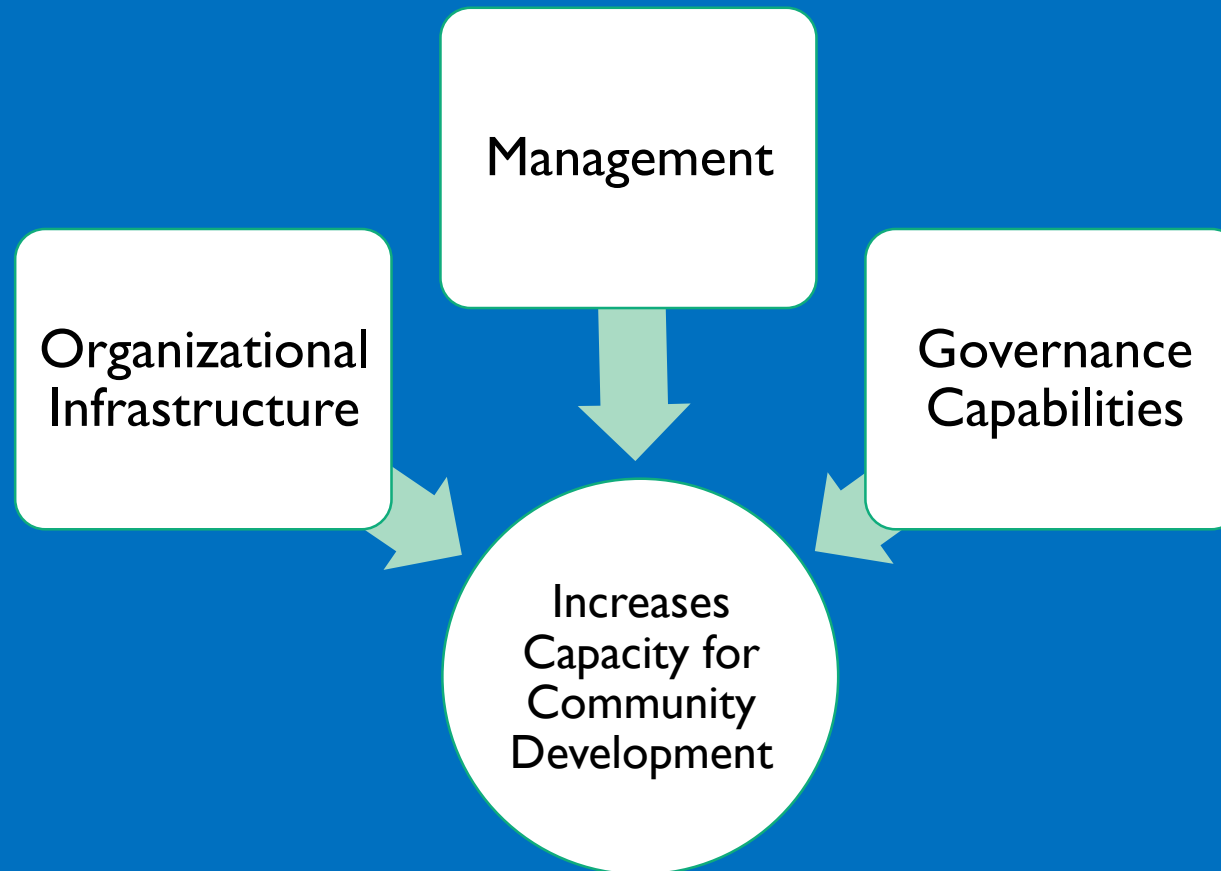 Management
Organizational
Infrastructure
Governance
Capabilities
Increases
Capacity for
Community
Development